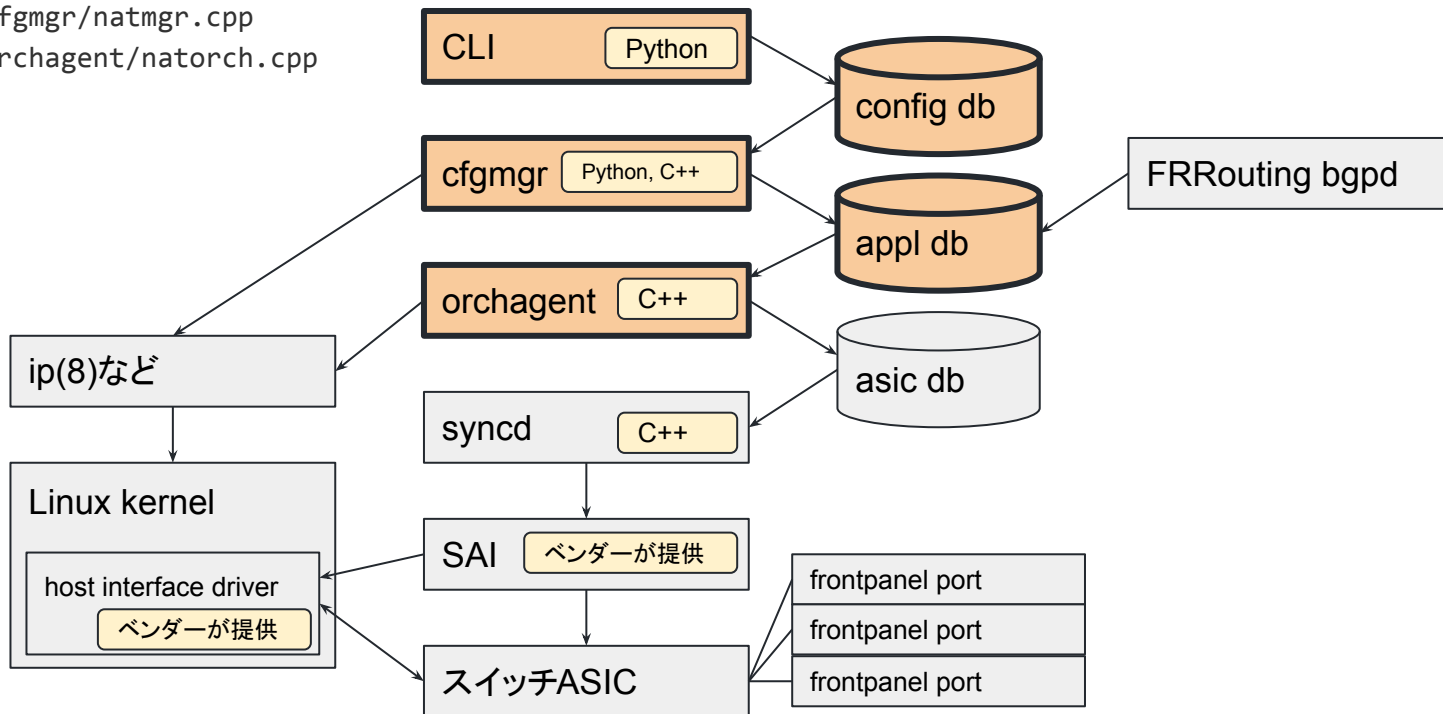 fgmgr/natmgr.cpp
rchagent/natorch.cpp
CLI
Python
config db
cfgmgr
Python, C++
FRRouting bgpd
appl db
orchagent
C++
ip(8)など
asic db
syncd
C++
Linux kernel
SAI
ベンダーが提供
host interface driver
ベンダーが提供
frontpanel port
frontpanel port
スイッチASIC
frontpanel port